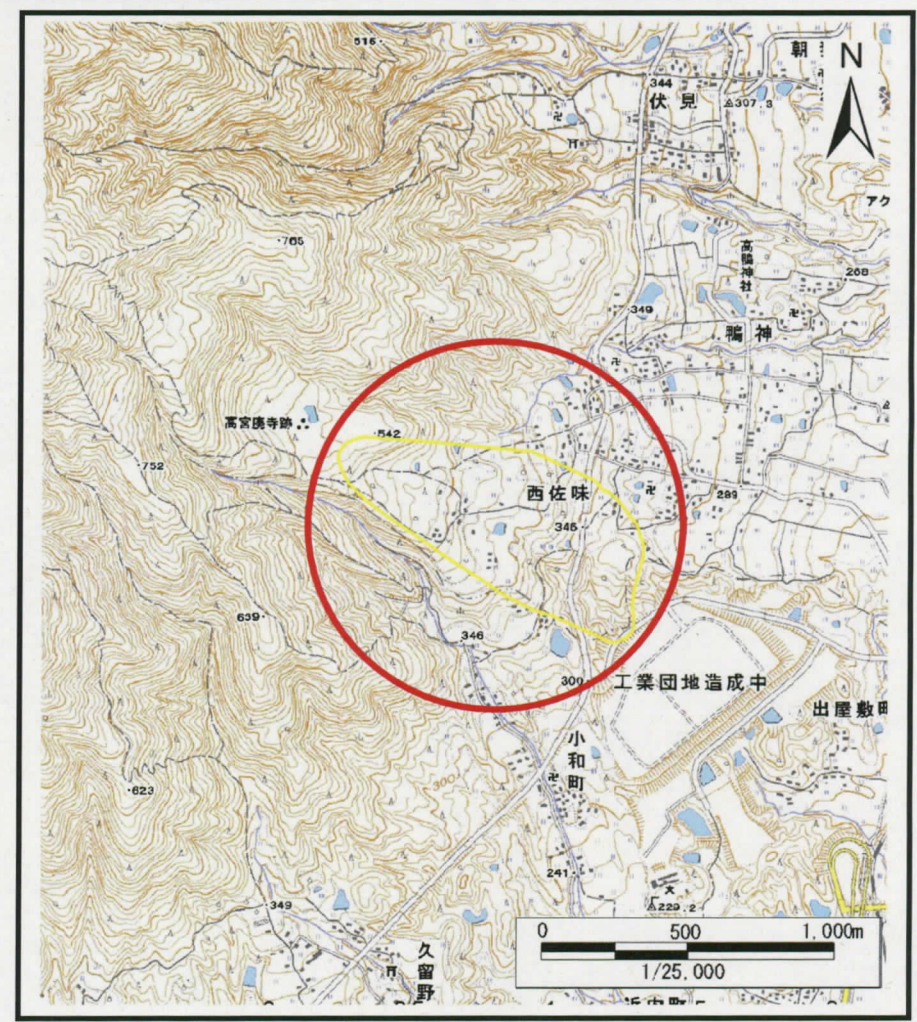 516
朝
N
344
伏見
307.3
アク
765
高鴨神社
268
349
鴨神
高宮廃寺跡
542
752
西佐味
299
345
639
346
300
工業団地造成中
出屋敷町
小和町
300
623
241
229.2
349
久留野
0 500 1,000m
1/25,000